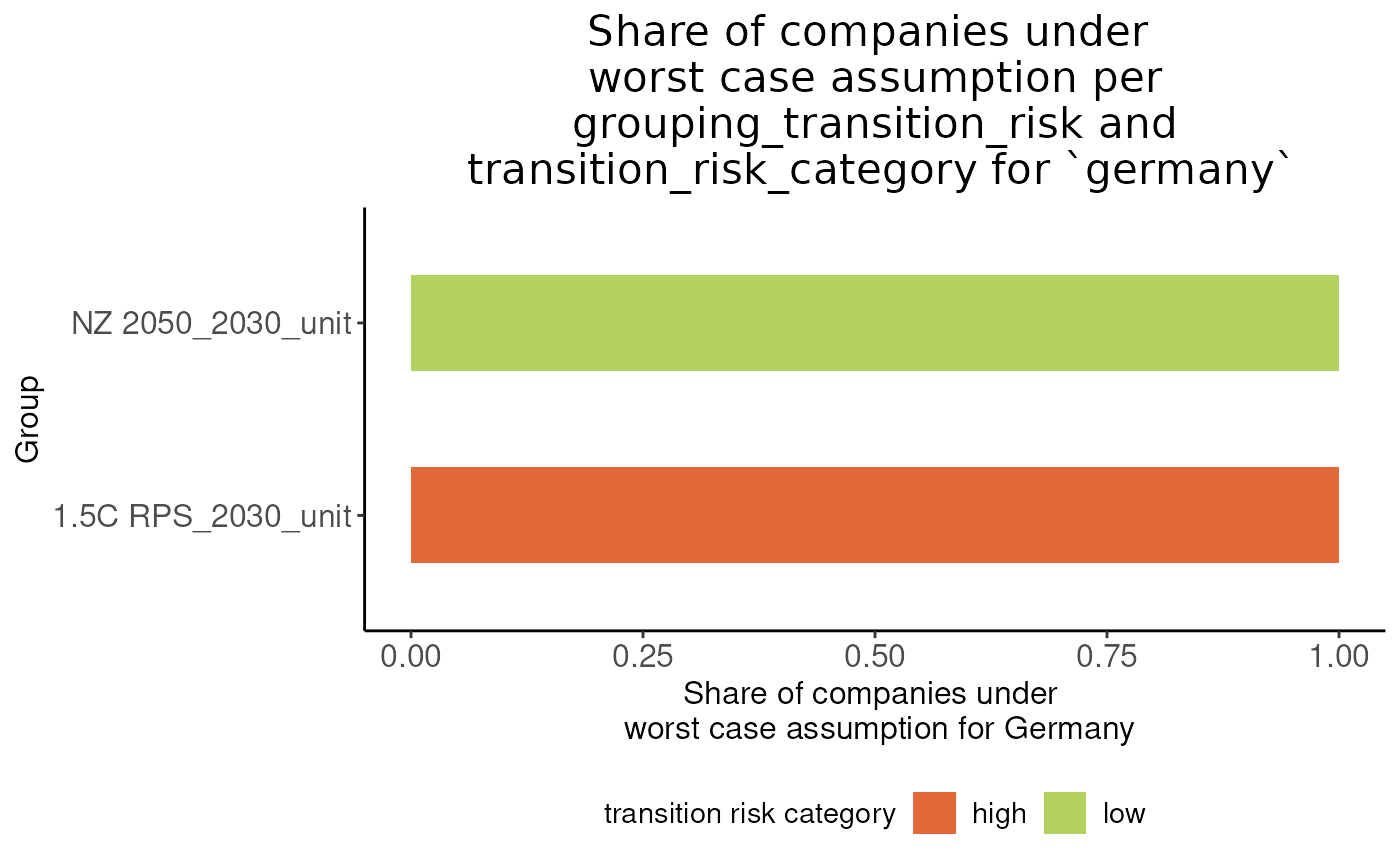 Share of companies under
worst case assumption per
grouping_transition_risk and
transition_risk_category for `germany`
NZ 2050_2030_unit
1.5C RPS_2030_unit
Group
0.00 0.25 0.50 0.75 1.00
Share of companies under
worst case assumption for Germany
transition risk category high low